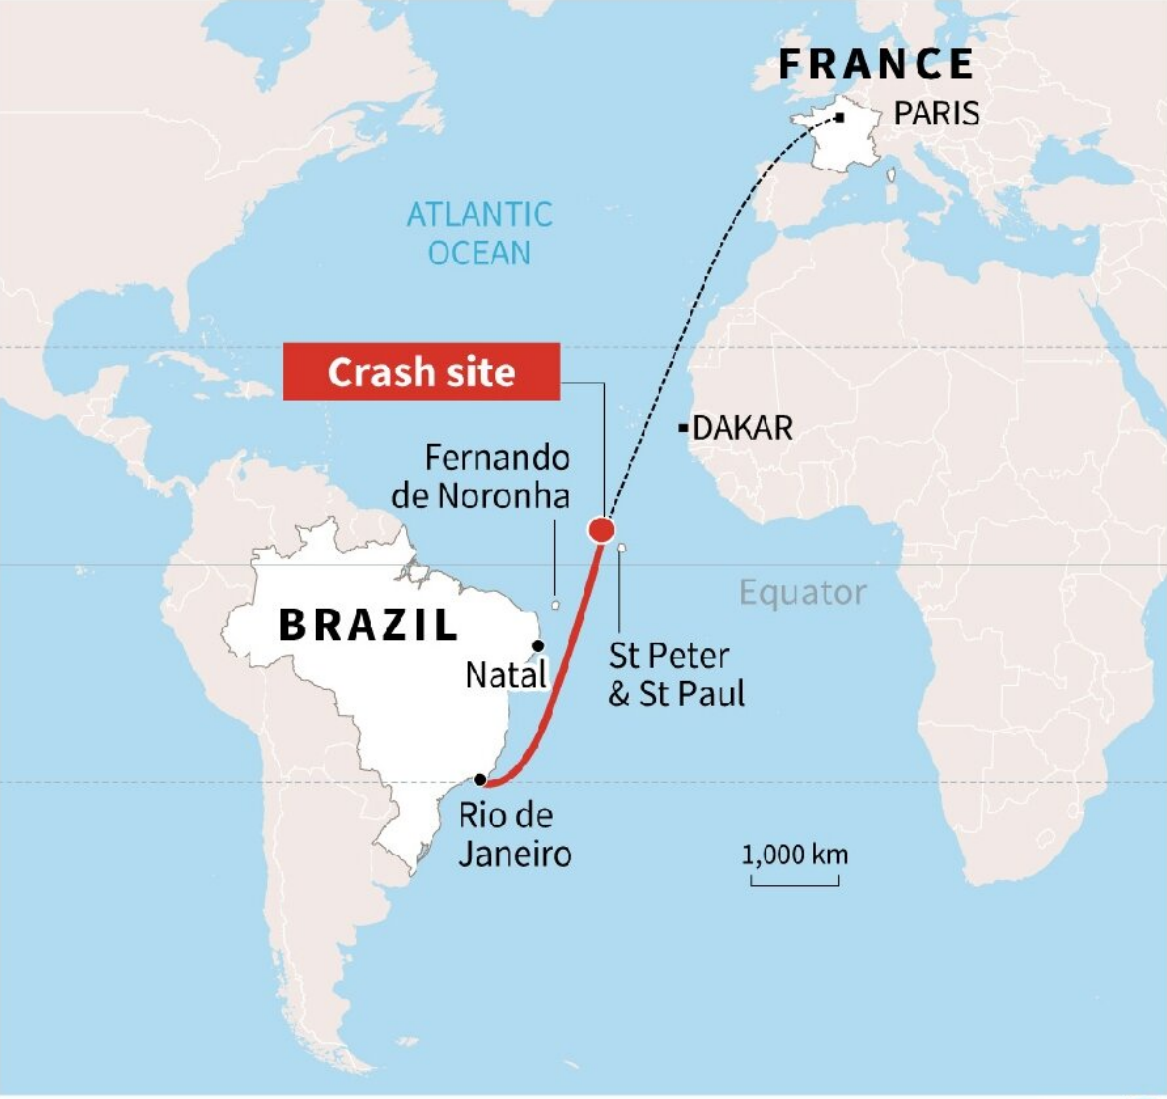 FRANCE
PARIS
ATLANTIC
OCEAN
Crash site
DAKAR
Fernando
de Noronha
Equator
BRAZIL
Natal
St Peter
& St Paul
Rio de
Janeiro
1,000 km